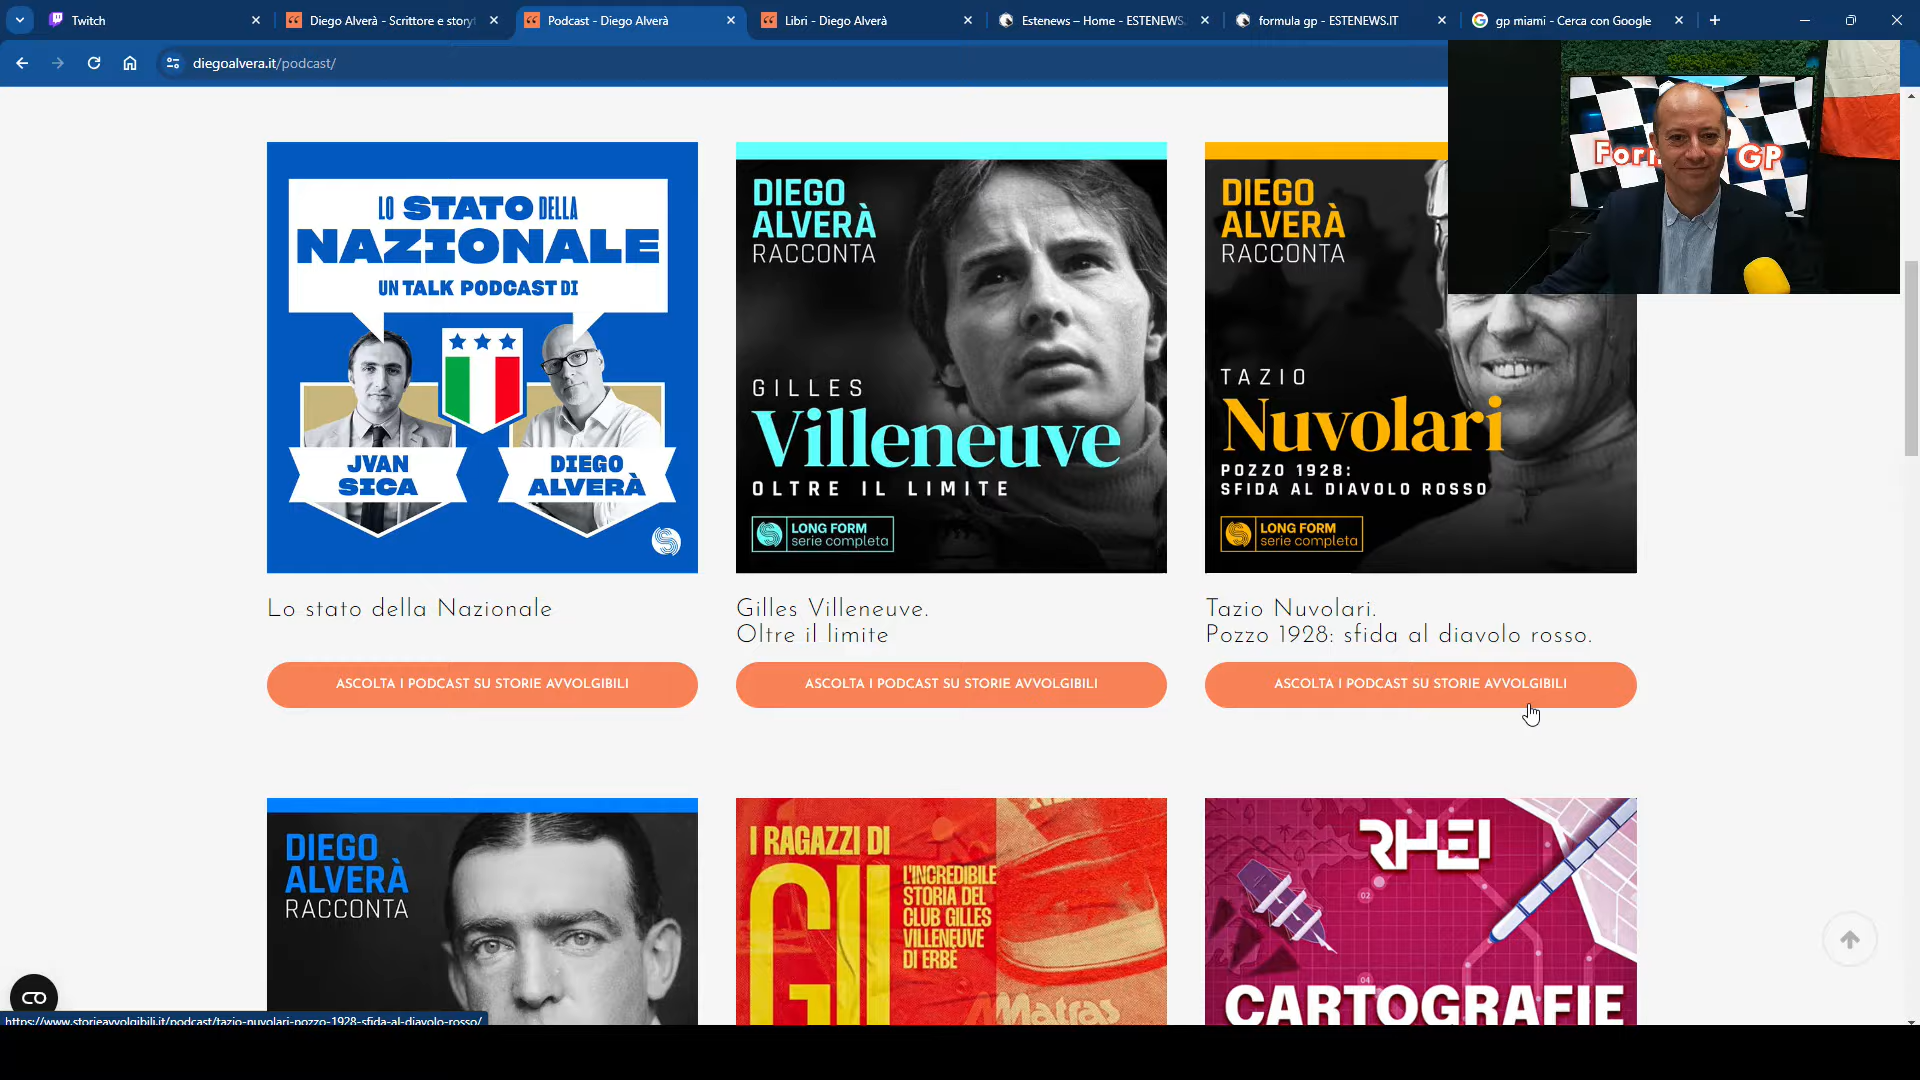 Twitch
Diego Alverà - Scrittore e storyt
Podcast - Diego Alverà
Libri - Diego Alverà
Estenews – Home - ESTENEWS.
formula gp - ESTENEWS.IT
gp miami - Cerca con Google
diegoalvera.it/podcast/
GP
LO STATO DELLA
NAZIONALE
UN TALK PODCAST DI
JVAN
SICA
DIEGO
ALVERÀ
DIEGO
ALVERÀ
RACCONTA
GILLES
Villeneuve
OLTRE IL LIMITE
LONG FORM
serie completa
DIEGO
ALVERÀ
RACCONTA
TAZIO
Nuvolari
POZZO 1928:
SFIDA AL DIAVOLO ROSSO
LONG FORM
serie completa
Lo stato della Nazionale
Gilles Villeneuve.
Oltre il limite
Tazio Nuvolari.
Pozzo 1928: sfida al diavolo rosso.
ASCOLTA I PODCAST SU STORIE AVVOLGIBILI
ASCOLTA I PODCAST SU STORIE AVVOLGIBILI
ASCOLTA I PODCAST SU STORIE AVVOLGIBILI
DIEGO
ALVERÀ
RACCONTA
I RAGAZZI DI
GIL
L'INCREDIBILE
STORIA DEL
CLUB GILLES
VILLENEUVE
DI ERBÈ
Matras
RHEI
02
04
CARTOGRAFIE
https://www.storieavvolgibili.it/podcast/tazio-nuvolari-pozzo-1928-sfida-al-diavolo-rosso/